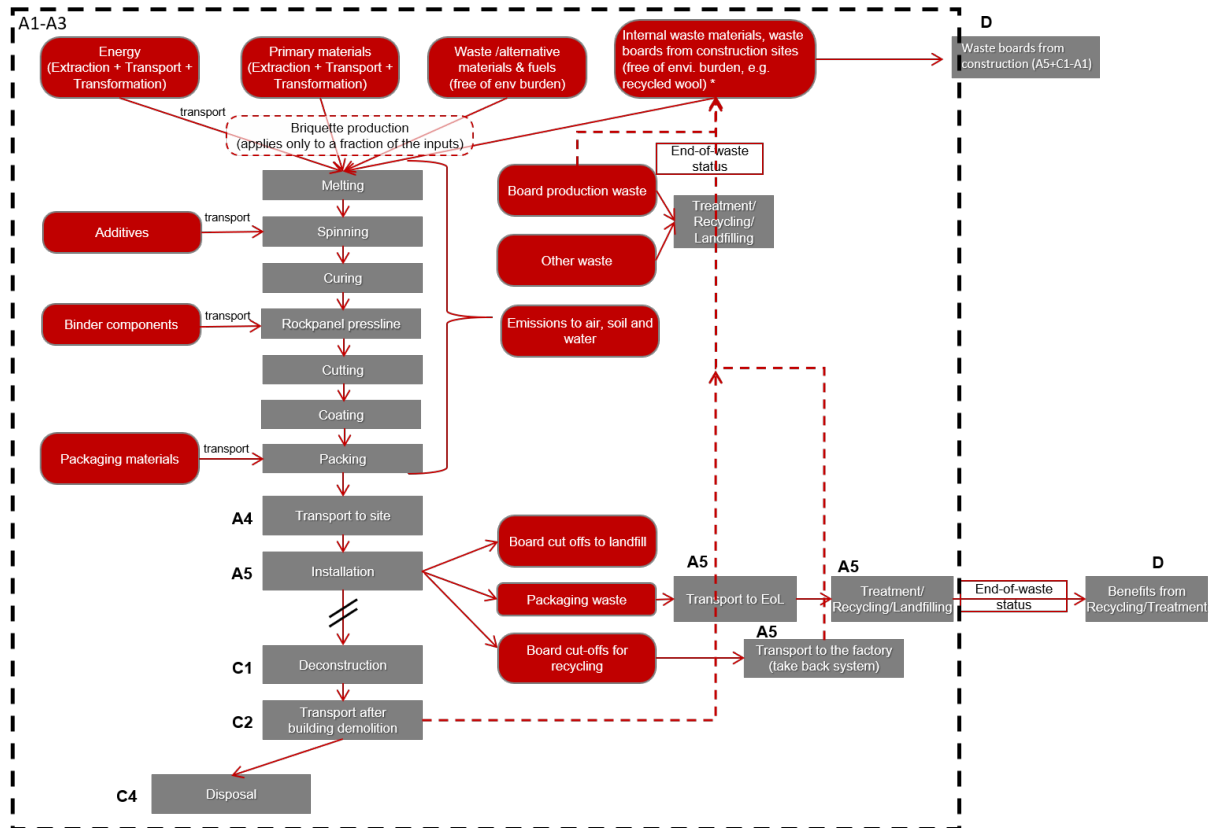 A1-A3
D
Energy
(Extraction + Transport +
Transformation)
Primary materials
(Extraction + Transport +
Transformation)
Waste /alternative
materials & fuels
(free of env burden)
Internal waste materials, waste
boards from construction sites
(free of envi. burden, e.g.
recycled wool) *
Waste boards from
construction (A5+C1-A1)
transport
Briquette production
(applies only to a fraction of the inputs)
End-of-waste
status
Melting
Board production waste
Treatment/
Recycling/
Landfilling
Additives
transport
Spinning
Other waste
Curing
Binder components
transport
Rockpanel pressline
Emissions to air, soil and
water
Cutting
Coating
Packaging materials
transport
Packing
A4
Transport to site
Board cut offs to landfill
A5
Installation
A5
A5
D
Packaging waste
Transport to EoL
Treatment/
Recycling/Landfilling
End-of-waste
status
Benefits from
Recycling/Treatment
A5
Board cut-offs for
recycling
Transport to the factory
(take back system)
C1
Deconstruction
C2
Transport after
building demolition
C4
Disposal